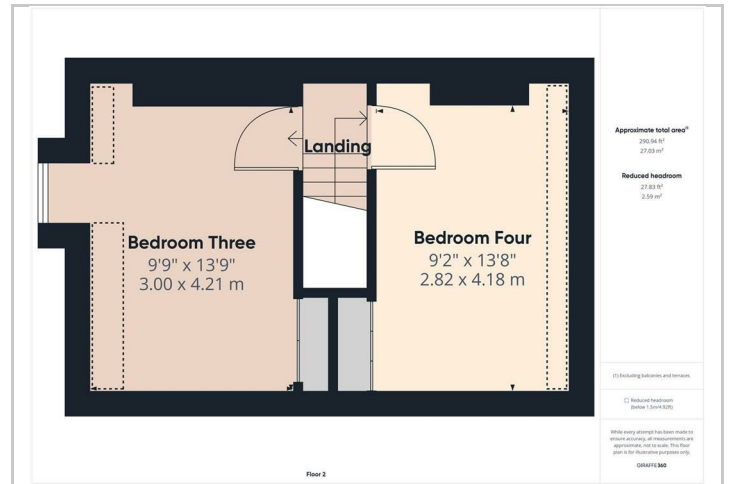 Landing
Bedroom Three
9'9" x 13'9"
3.00 x 4.21 m
Bedroom Four
9'2" x 13'8"
2.82 x 4.18 m
Floor 2
Approximate total area⁽¹⁾
290.94 ft²
27.03 m²
Reduced headroom
27.83 ft²
2.59 m²
(1) Excluding balconies and terraces
Reduced headroom
(below 1.5m/4.92ft)
While every attempt has been made to
ensure accuracy, all measurements are
approximate, not to scale. This floor
plan is for illustrative purposes only.
GIRAFFE360